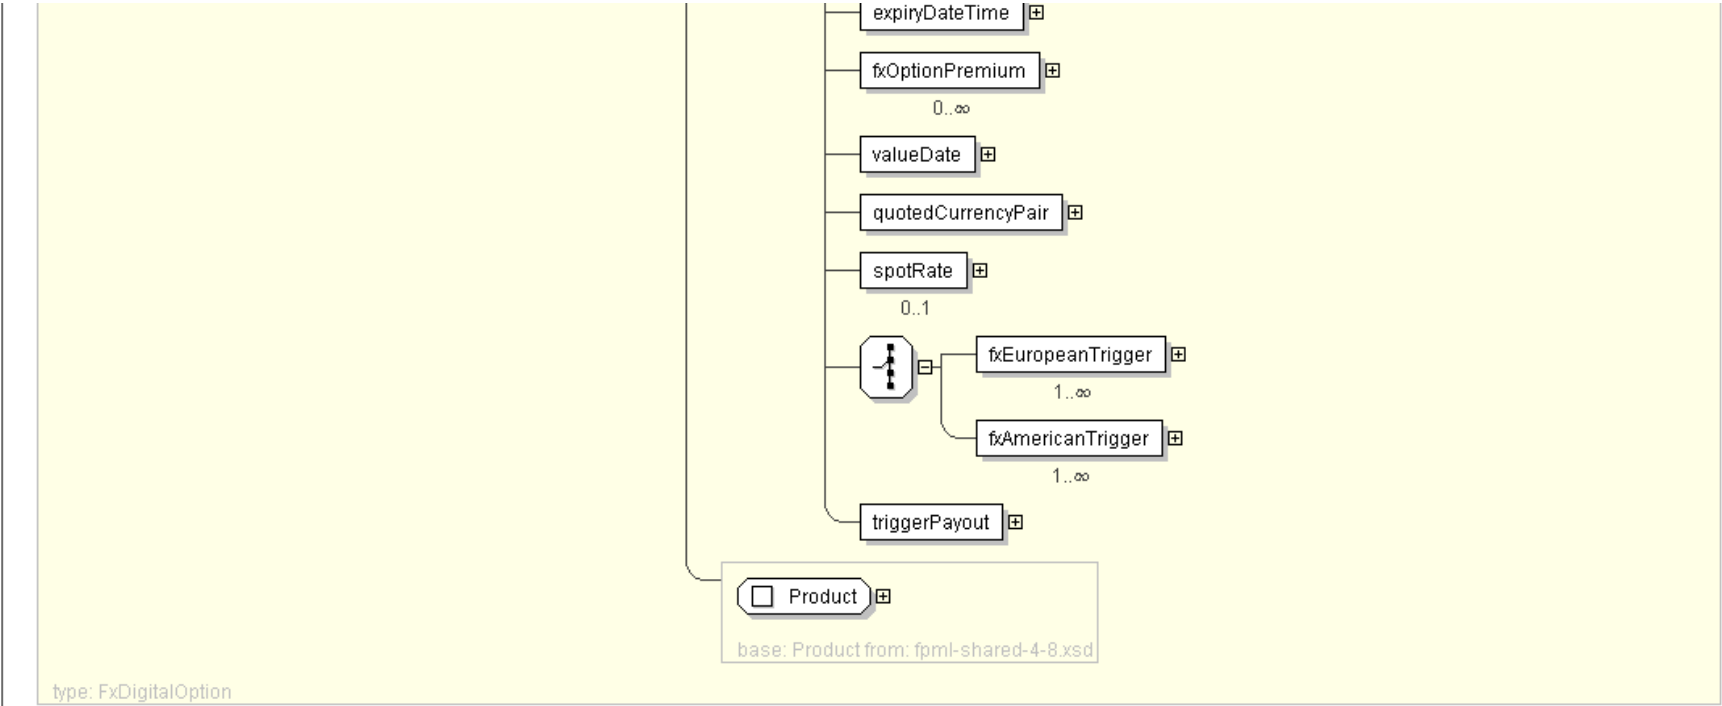 expiryDateTime
fxOptionPremium
0..∞
valueDate
quotedCurrencyPair
spotRate
0..1
fxEuropeanTrigger
1..∞
fxAmericanTrigger
1..∞
triggerPayout
Product
base: Product from: fpml-shared-4-8.xsd
type: FxDigitalOption